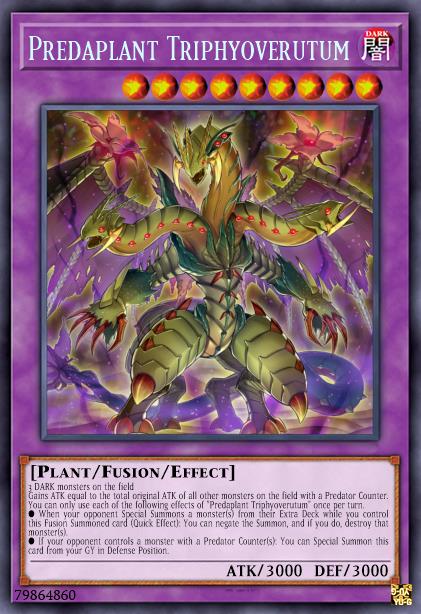 PREDAPLANT TRIPHYOVERUTUM
DARK
闇
[PLANT/FUSION/EFFECT]
3 DARK monsters on the field
Gains ATK equal to the total original ATK of all other monsters on the field with a Predator Counter.
You can only use each of the following effects of "Predaplant Triphyoverutum" once per turn.
● When your opponent Special Summons a monster(s) from their Extra Deck while you control
this Fusion Summoned card (Quick Effect): You can negate the Summon, and if you do, destroy that
monster(s).
● If your opponent controls a monster with a Predator Counter(s): You can Special Summon this
card from your GY in Defense Position.
ATK/3000 DEF/3000
79864860